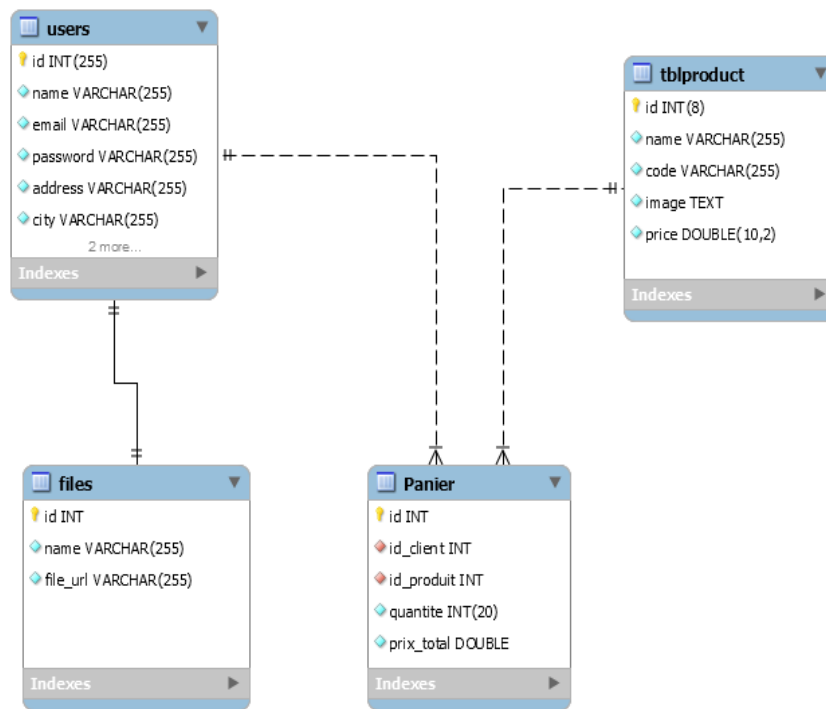 users
id INT(255)
name VARCHAR(255)
email VARCHAR(255)
password VARCHAR(255)
address VARCHAR(255)
city VARCHAR(255)
2 more...
Indexes
tblproduct
id INT(8)
name VARCHAR(255)
code VARCHAR(255)
image TEXT
price DOUBLE(10,2)
Indexes
files
id INT
name VARCHAR(255)
file_url VARCHAR(255)
Indexes
Panier
id INT
id_client INT
id_produit INT
quantite INT(20)
prix_total DOUBLE
Indexes